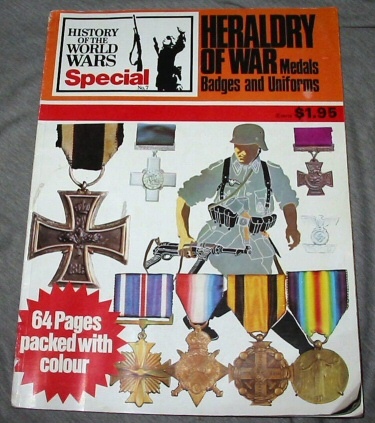 HISTORY
OF THE
WORLD
WARS
Special
No.7
HERALDRY
OF WAR Medals
Badges and Uniforms
$1.95
64 Pages
packed with
colour